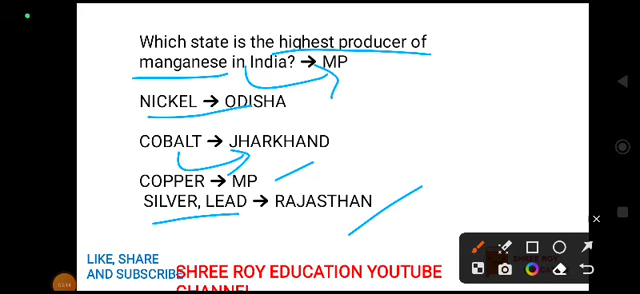 Which state is the highest producer of
manganese in India? → MP
NICKEL → ODISHA
COBALT → JHARKHAND
COPPER → MP
SILVER, LEAD → RAJASTHAN
LIKE, SHARE
AND SUBSCRIBE
SHREE ROY EDUCATION YOUTUBE
CHANNEL